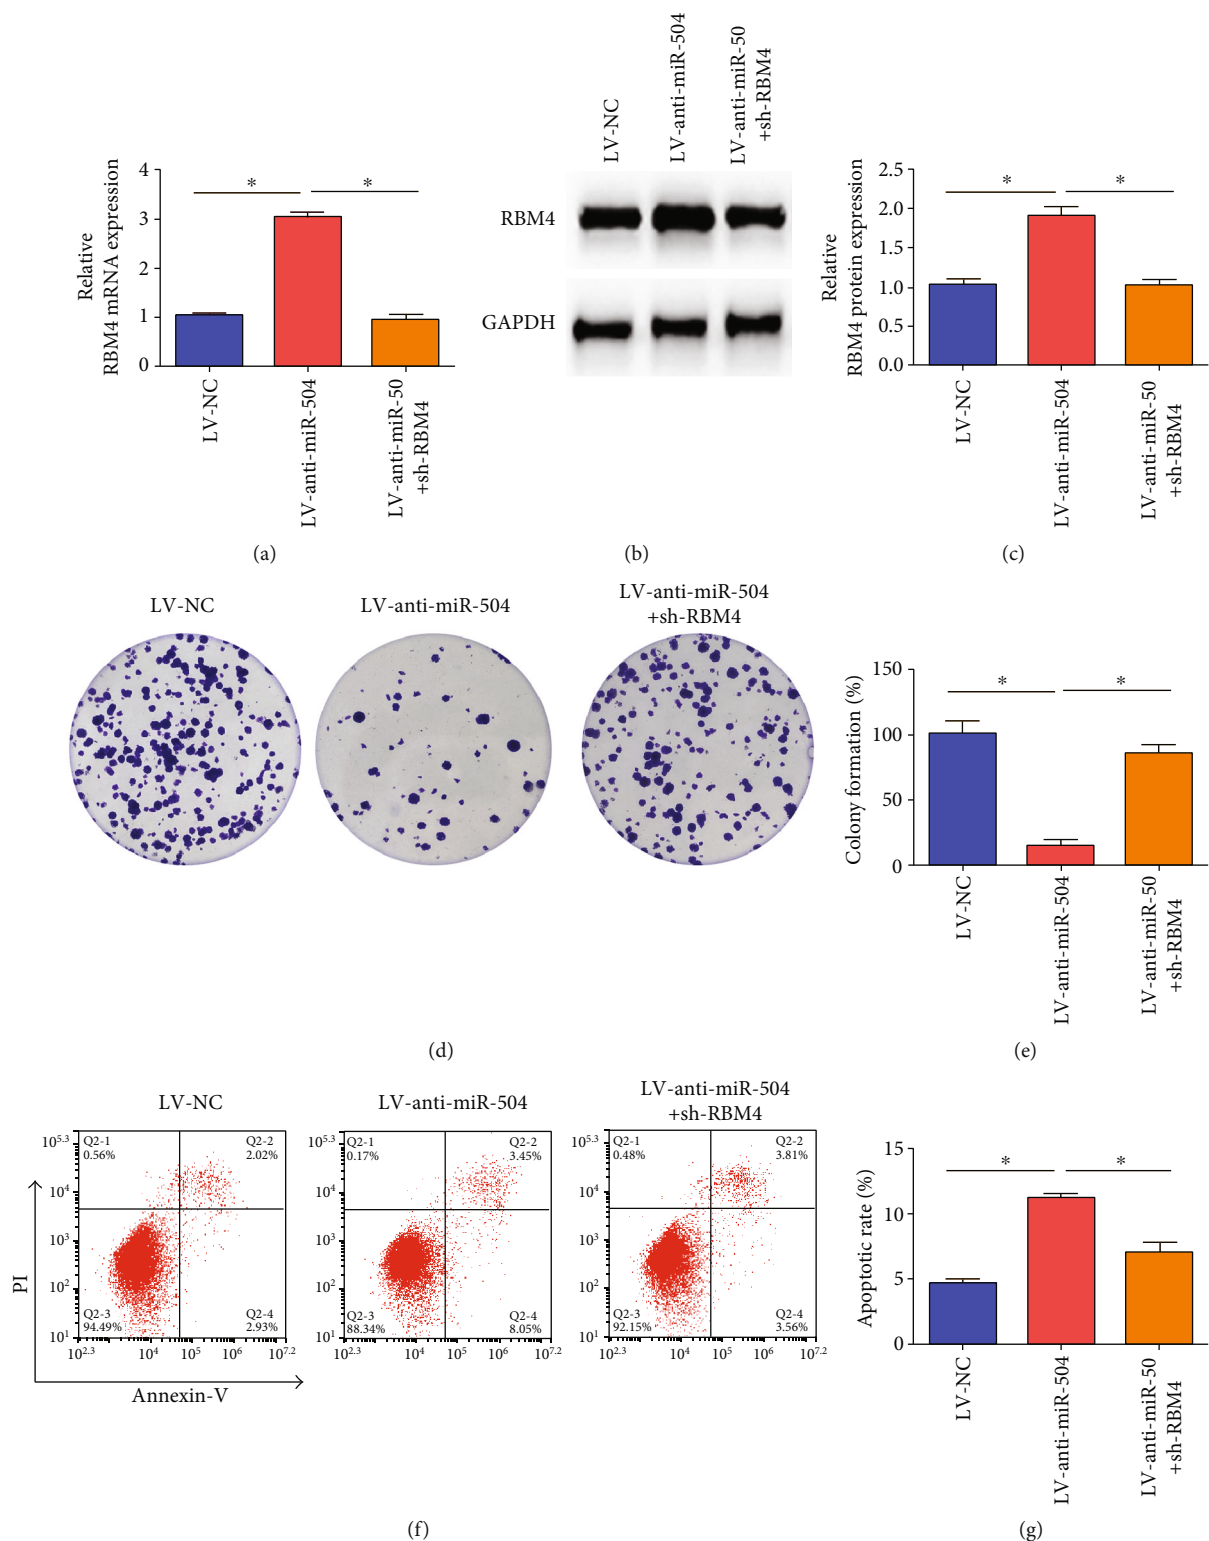 Relative
RBM4 mRNA expression
4
3
2
1
0
*
*
LV-NC
LV-anti-miR-504
LV-anti-miR-50
+sh-RBM4
(a)
LV-NC
LV-anti-miR-504
LV-anti-miR-50
+sh-RBM4
RBM4
GAPDH
(b)
Relative
RBM4 protein expression
2.5
2.0
1.5
1.0
0.5
0.0
*
*
LV-NC
LV-anti-miR-504
LV-anti-miR-50
+sh-RBM4
(c)
LV-NC
LV-anti-miR-504
LV-anti-miR-504
+sh-RBM4
(d)
Colony formation (%)
150
100
50
0
*
*
LV-NC
LV-anti-miR-504
LV-anti-miR-50
+sh-RBM4
(e)
PI
Annexin-V
LV-NC
10^5.3
10^4
10^3
10^2
10^1
Q2-1
0.56%
Q2-2
2.02%
Q2-3
94.49%
Q2-4
2.93%
10^2.3 10^4 10^5 10^6 10^7.2
LV-anti-miR-504
10^5.3
10^4
10^3
10^2
10^1
Q2-1
0.17%
Q2-2
3.45%
Q2-3
88.34%
Q2-4
8.05%
10^2.3 10^4 10^5 10^6 10^7.2
LV-anti-miR-504
+sh-RBM4
10^5.3
10^4
10^3
10^2
10^1
Q2-1
0.48%
Q2-2
3.81%
Q2-3
92.15%
Q2-4
3.56%
10^2.3 10^4 10^5 10^6 10^7.2
(f)
Apoptotic rate (%)
15
10
5
0
*
*
LV-NC
LV-anti-miR-504
LV-anti-miR-50
+sh-RBM4
(g)